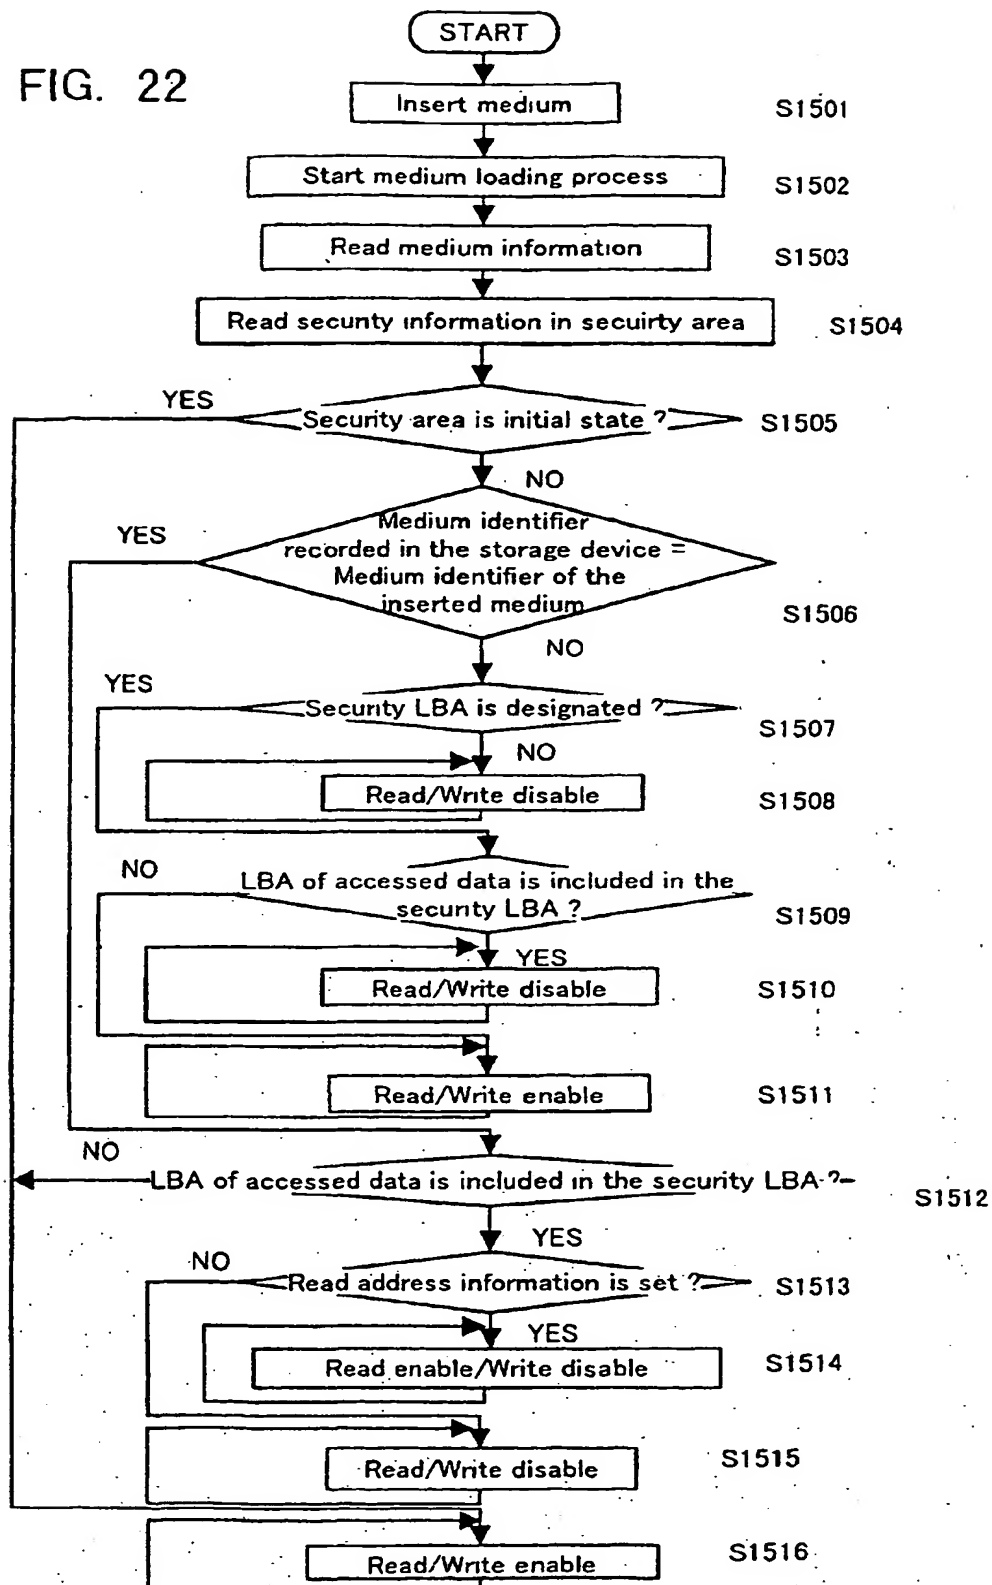 START
FIG. 22
Insert medium
S1501
Start medium loading process
S1502
Read medium information
S1503
Read security information in secuirty area
S1504
YES
Security area is initial state ?
S1505
NO
YES
Medium identifier
recorded in the storage device =
Medium identifier of the
inserted medium
S1506
NO
YES
Security LBA is designated ?
S1507
NO
Read/Write disable
S1508
NO
LBA of accessed data is included in the
security LBA ?
S1509
YES
Read/Write disable
S1510
Read/Write enable
S1511
NO
LBA of accessed data is included in the security LBA ?
S1512
YES
NO
Read address information is set ?
S1513
YES
Read enable/Write disable
S1514
Read/Write disable
S1515
Read/Write enable
S1516